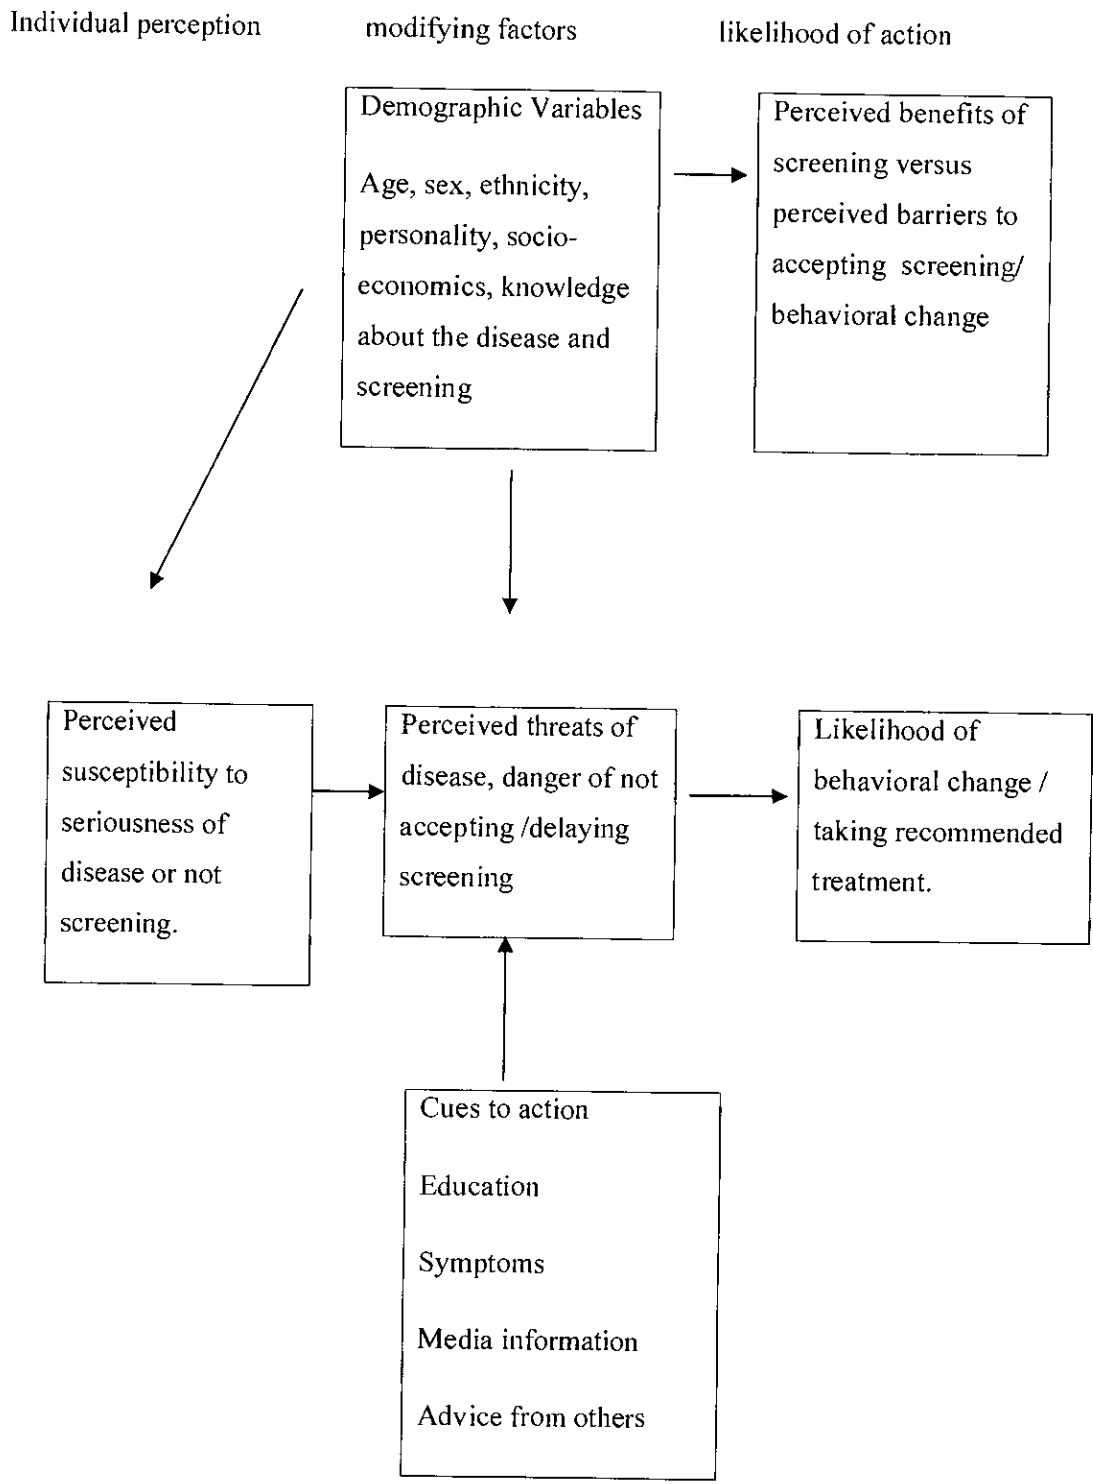 Individual perception
modifying factors
likelihood of action
Demographic Variables
Age, sex, ethnicity,
personality, socio-
economics, knowledge
about the disease and
screening
Perceived benefits of
screening versus
perceived barriers to
accepting screening/
behavioral change
Perceived
susceptibility to
seriousness of
disease or not
screening.
Perceived threats of
disease, danger of not
accepting /delaying
screening
Likelihood of
behavioral change /
taking recommended
treatment.
Cues to action
Education
Symptoms
Media information
Advice from others